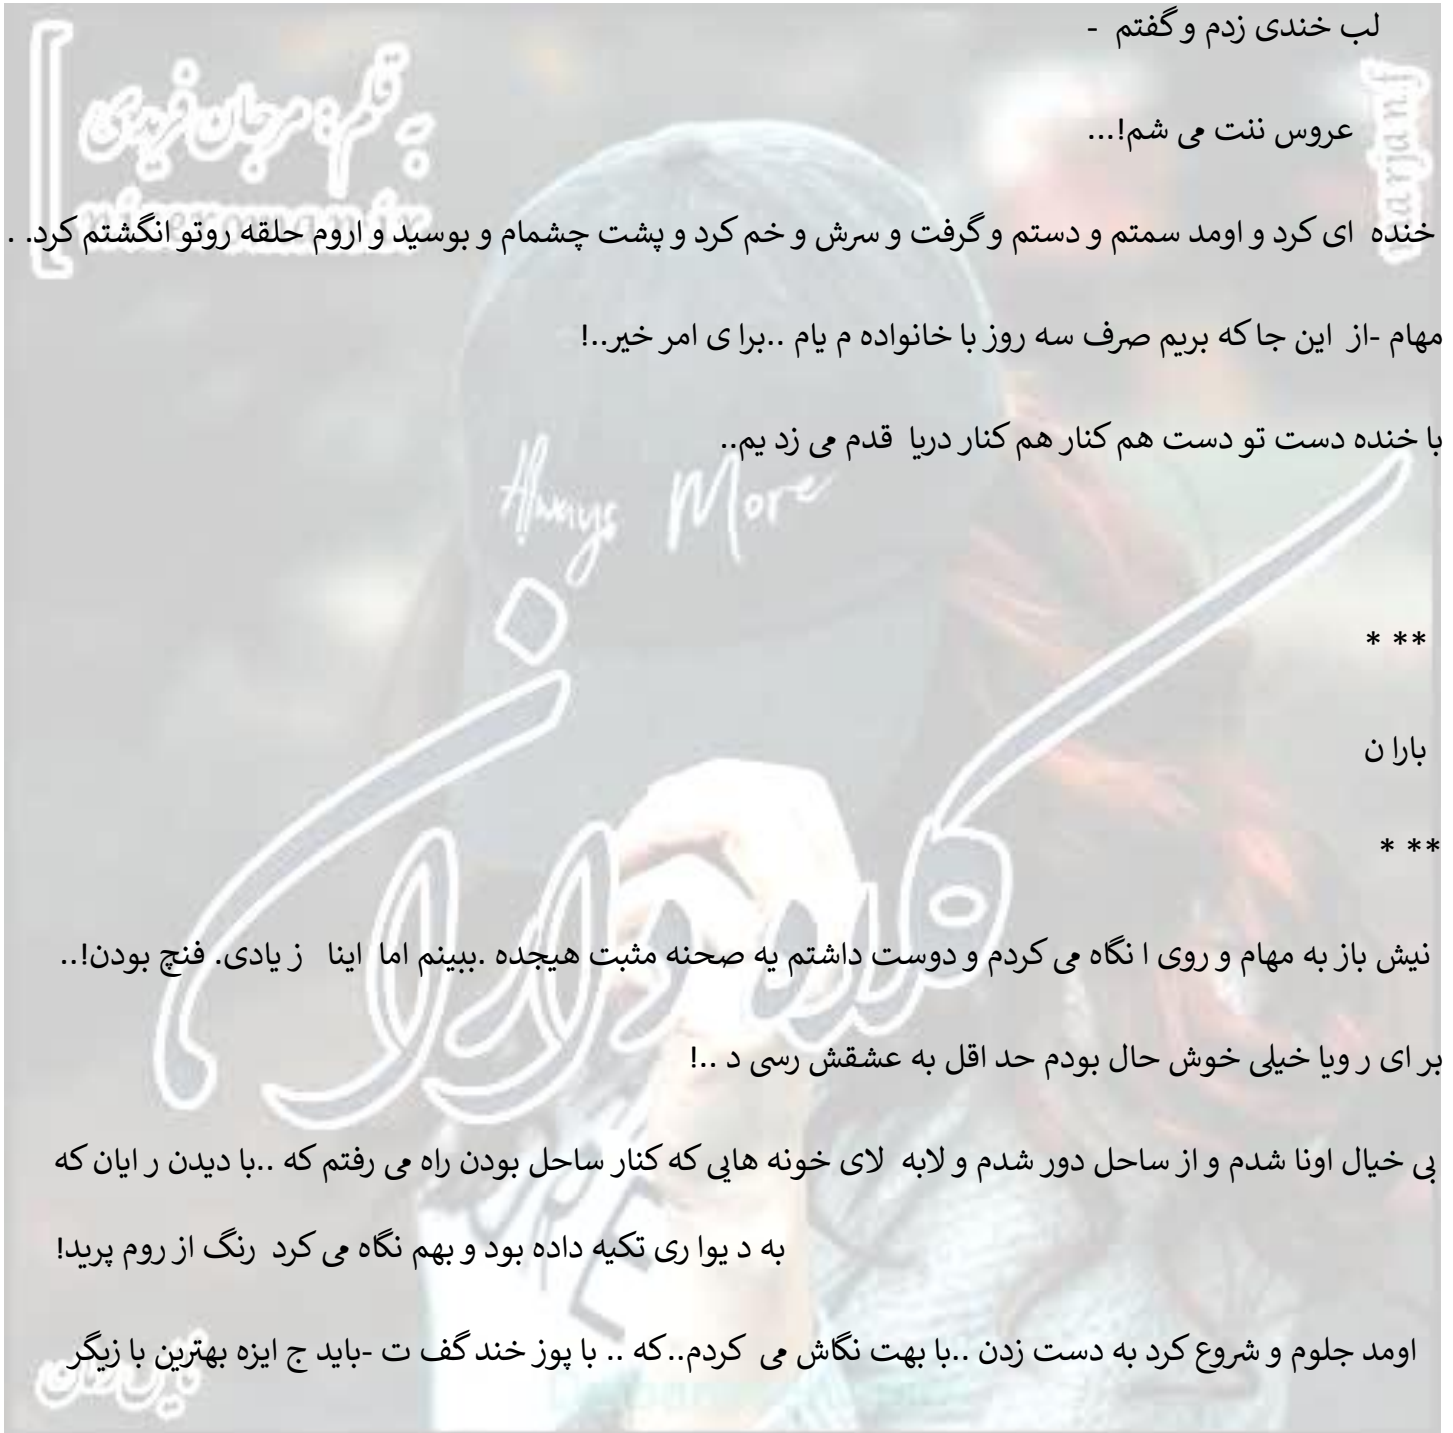 لب خندی زدم و گفتم -
به قلم: مرجان فریدی
marjan.f
عروس ننت می شم!...
خنده ای کرد و اومد سمتم و دستم و گرفت و سرش و خم کرد و پشت چشمام و بوسید و اروم حلقه روتو انگشتم کرد. .
مهام -از این جا که بریم صرف سه روز با خانواده م یام ..برا ی امر خیر..!
با خنده دست تو دست هم کنار هم کنار دریا قدم می زد یم..
Always More
* **
بارا ن
* **
نیش باز به مهام و روی ا نگاه می کردم و دوست داشتم یه صحنه مثبت هیجده .ببینم اما اینا ز یادی. فنچ بودن!..
بر ای ر ویا خیلی خوش حال بودم حد اقل به عشقش رسی د ..!
بی خیال اونا شدم و از ساحل دور شدم و لابه لای خونه هایی که کنار ساحل بودن راه می رفتم که ..با دیدن ر ایان که
به د یوا ری تکیه داده بود و بهم نگاه می کرد رنگ از روم پرید!
اومد جلوم و شروع کرد به دست زدن ..با بهت نگاش می کردم..که .. با پوز خند گف ت -باید ج ایزه بهترین با زیگر